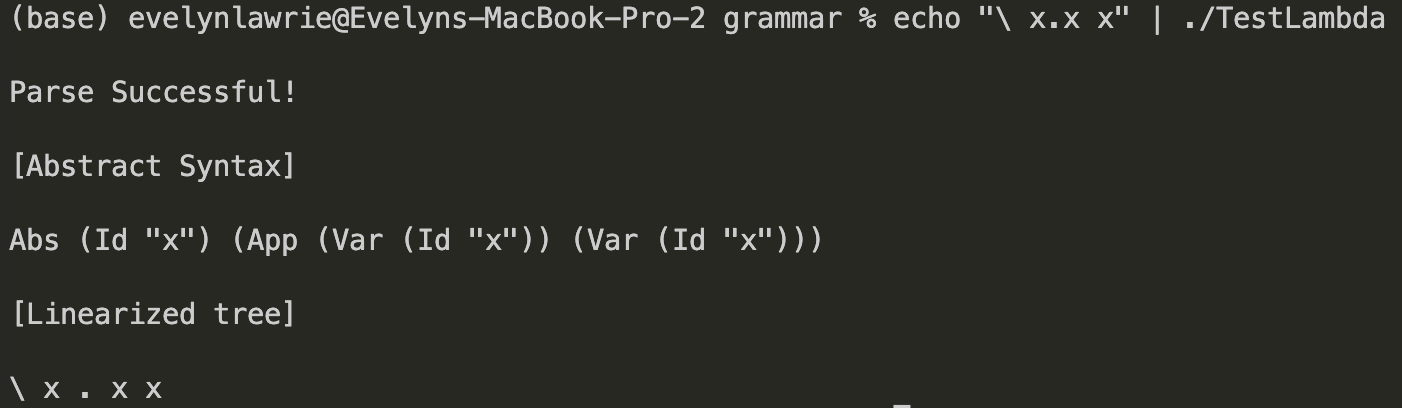 (base) evelynlawrie@Evelyns-MacBook-Pro-2 grammar % echo "\ x.x x" | ./TestLambda
Parse Successful!
[Abstract Syntax]
Abs (Id "x") (App (Var (Id "x")) (Var (Id "x")))
[Linearized tree]
\ x . x x